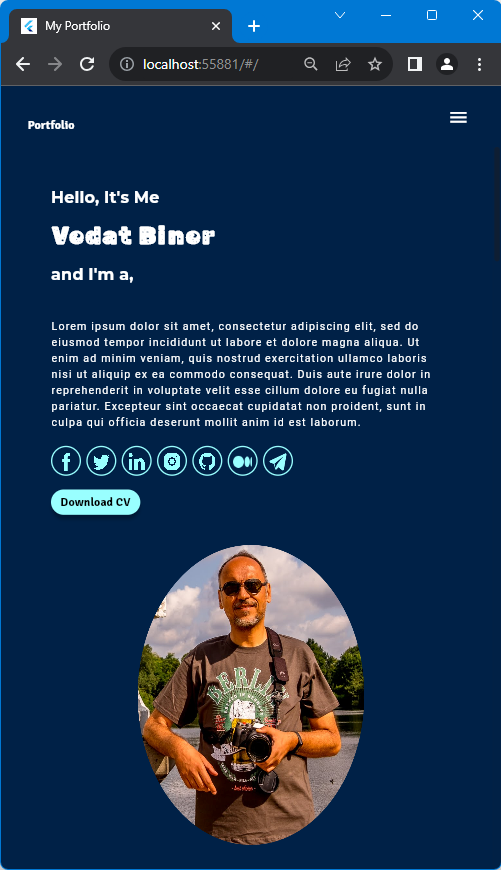 My Portfolio
localhost:55881/#/
Portfolio
Hello, It's Me
Vedat Biner
and I'm a,
Lorem ipsum dolor sit amet, consectetur adipiscing elit, sed do
eiusmod tempor incididunt ut labore et dolore magna aliqua. Ut
enim ad minim veniam, quis nostrud exercitation ullamco laboris
nisi ut aliquip ex ea commodo consequat. Duis aute irure dolor in
reprehenderit in voluptate velit esse cillum dolore eu fugiat nulla
pariatur. Excepteur sint occaecat cupidatat non proident, sunt in
culpa qui officia deserunt mollit anim id est laborum.
Download CV